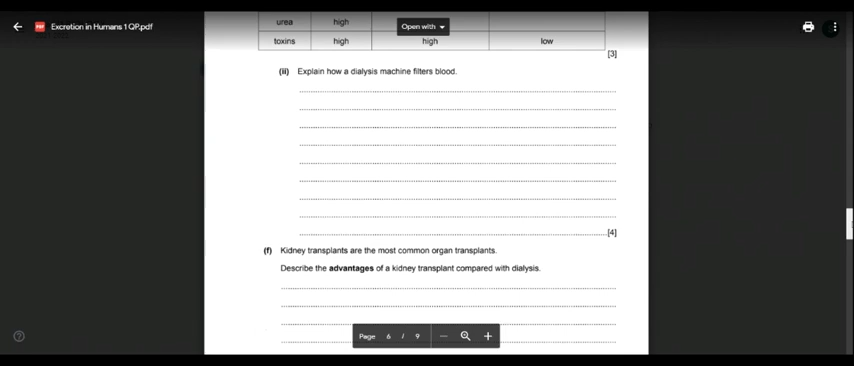 Excretion in Humans 1 QP.pdf
Open with
urea high
toxins high high low
[3]
(ii) Explain how a dialysis machine filters blood.
[4]
(f) Kidney transplants are the most common organ transplants.
Describe the advantages of a kidney transplant compared with dialysis.
Page 6 / 9